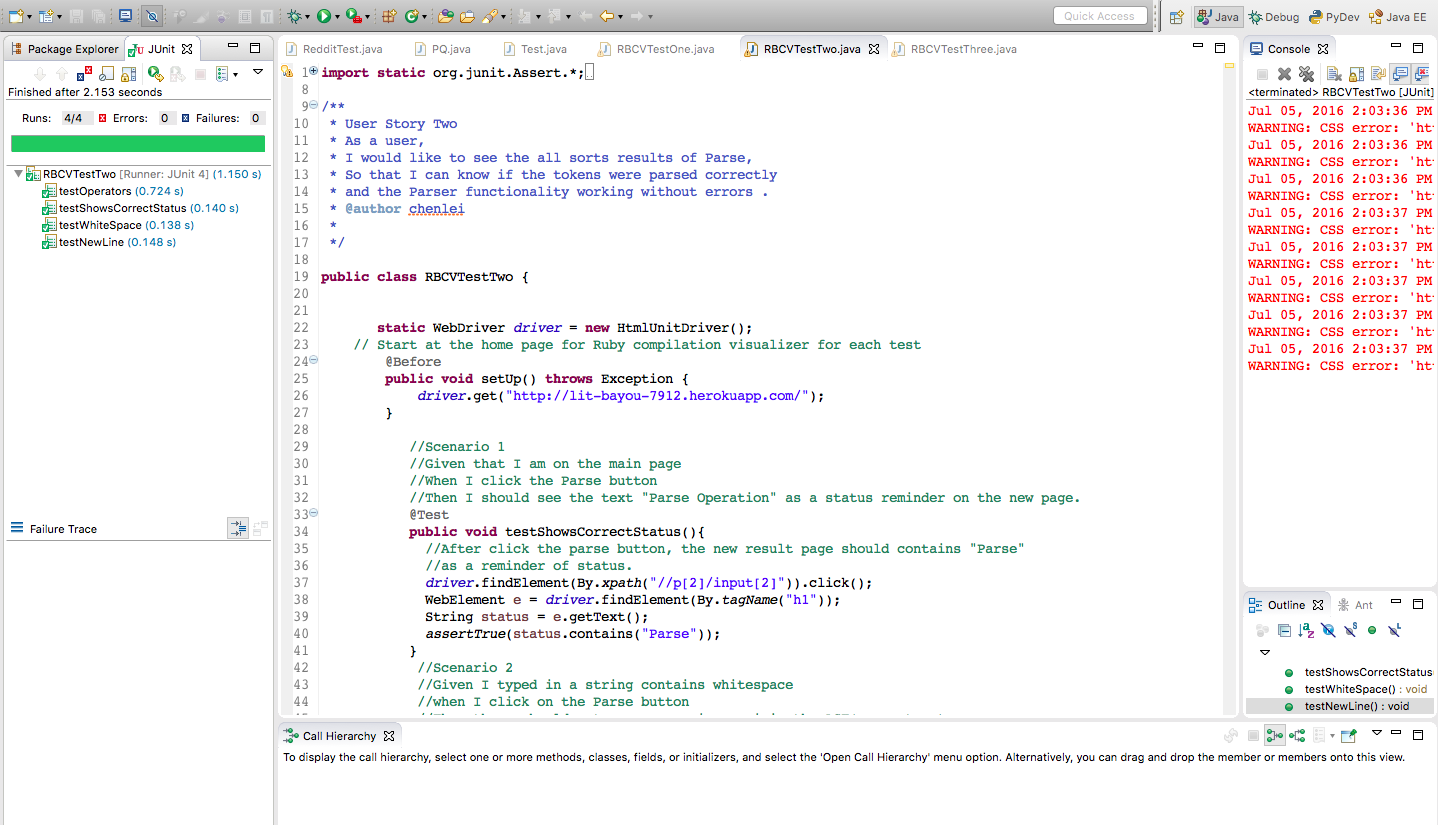 Quick Access
Java
Debug
PyDev
Java EE
Package Explorer
JUnit
Finished after 2.153 seconds
Runs: 4/4 Errors: 0 Failures: 0
RBCVTestTwo [Runner: JUnit 4] (1.150 s)
testOperators (0.724 s)
testShowsCorrectStatus (0.140 s)
testWhiteSpace (0.138 s)
testNewLine (0.148 s)
Failure Trace
RedditTest.java
PQ.java
Test.java
RBCVTestOne.java
RBCVTestTwo.java
RBCVTestThree.java
1 import static org.junit.Assert.*;
8
9 /**
10 * User Story Two
11 * As a user,
12 * I would like to see the all sorts results of Parse,
13 * So that I can know if the tokens were parsed correctly
14 * and the Parser functionality working without errors .
15 * @author chenlei
16 *
17 */
18
19 public class RBCVTestTwo {
20
21
22 static WebDriver driver = new HtmlUnitDriver();
23 // Start at the home page for Ruby compilation visualizer for each test
24 @Before
25 public void setUp() throws Exception {
26 driver.get("http://lit-bayou-7912.herokuapp.com/");
27 }
28
29 //Scenario 1
30 //Given that I am on the main page
31 //When I click the Parse button
32 //Then I should see the text "Parse Operation" as a status reminder on the new page.
33 @Test
34 public void testShowsCorrectStatus(){
35 //After click the parse button, the new result page should contains "Parse"
36 //as a reminder of status.
37 driver.findElement(By.xpath("//p[2]/input[2]")).click();
38 WebElement e = driver.findElement(By.tagName("h1"));
39 String status = e.getText();
40 assertTrue(status.contains("Parse"));
41 }
42 //Scenario 2
43 //Given I typed in a string contains whitespace
44 //when I click on the Parse button
Console
<terminated> RBCVTestTwo [JUnit]
Jul 05, 2016 2:03:36 PM
WARNING: CSS error: 'ht
Jul 05, 2016 2:03:36 PM
WARNING: CSS error: 'ht
Jul 05, 2016 2:03:36 PM
WARNING: CSS error: 'ht
Jul 05, 2016 2:03:37 PM
WARNING: CSS error: 'ht
Jul 05, 2016 2:03:37 PM
WARNING: CSS error: 'ht
Jul 05, 2016 2:03:37 PM
WARNING: CSS error: 'ht
Jul 05, 2016 2:03:37 PM
WARNING: CSS error: 'ht
Jul 05, 2016 2:03:37 PM
WARNING: CSS error: 'ht
Outline
Ant
testShowsCorrectStatus
testWhiteSpace() : void
testNewLine() : void
Call Hierarchy
To display the call hierarchy, select one or more methods, classes, fields, or initializers, and select the 'Open Call Hierarchy' menu option. Alternatively, you can drag and drop the member or members onto this view.